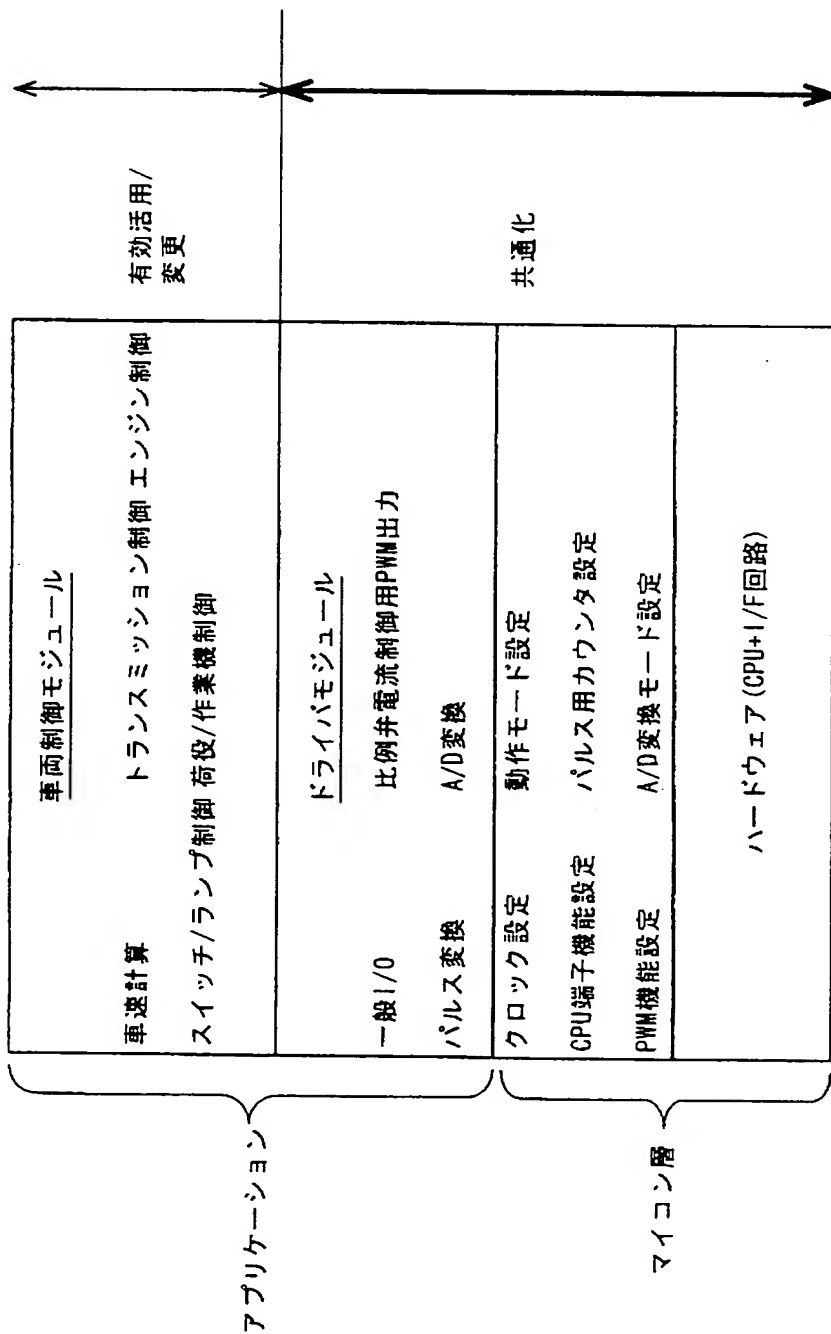 アプリケーション
マイコン層
車両制御モジュール
車速計算 トランスミッション制御 エンジン制御
スイッチ/ランプ制御 荷役/作業機制御
ドライバモジュール
一般I/O 比例弁電流制御用PWM出力
パルス変換 A/D変換
クロック設定 動作モード設定
CPU端子機能設定 パルス用カウンタ設定
PWM機能設定 A/D変換モード設定
ハードウェア(CPU+I/F回路)
有効活用/
変更
共通化